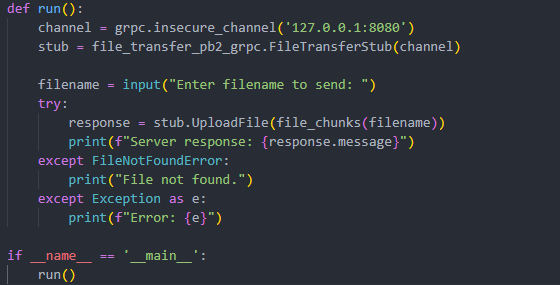 def run():
    channel = grpc.insecure_channel('127.0.0.1:8080')
    stub = file_transfer_pb2_grpc.FileTransferStub(channel)

    filename = input("Enter filename to send: ")
    try:
        response = stub.UploadFile(file_chunks(filename))
        print(f"Server response: {response.message}")
    except FileNotFoundError:
        print("File not found.")
    except Exception as e:
        print(f"Error: {e}")

if __name__ == '__main__':
    run()